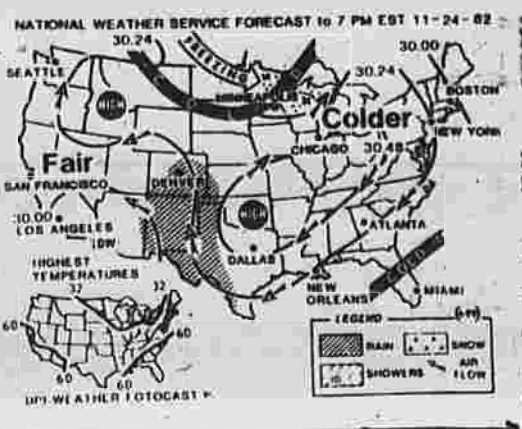 NATIONAL WEATHER SERVICE FORECAST to 7 PM EST 11-24-82
30.24
FREEZING
30.00
SEATTLE
30.24
BOSTON
HIGH
MINNEAPOLIS
Colder
NEW YORK
CHICAGO
30.48
Fair
DENVER
SAN FRANCISCO
30.00
LOS ANGELES
LOW
HIGH
ATLANTA
DALLAS
HIGHEST
TEMPERATURES
NEW
ORLEANS
MIAMI
32
32
LEGEND
60
60
RAIN
SNOW
SHOWERS
AIR
FLOW
60
60
UPI WEATHER FOTOCAST